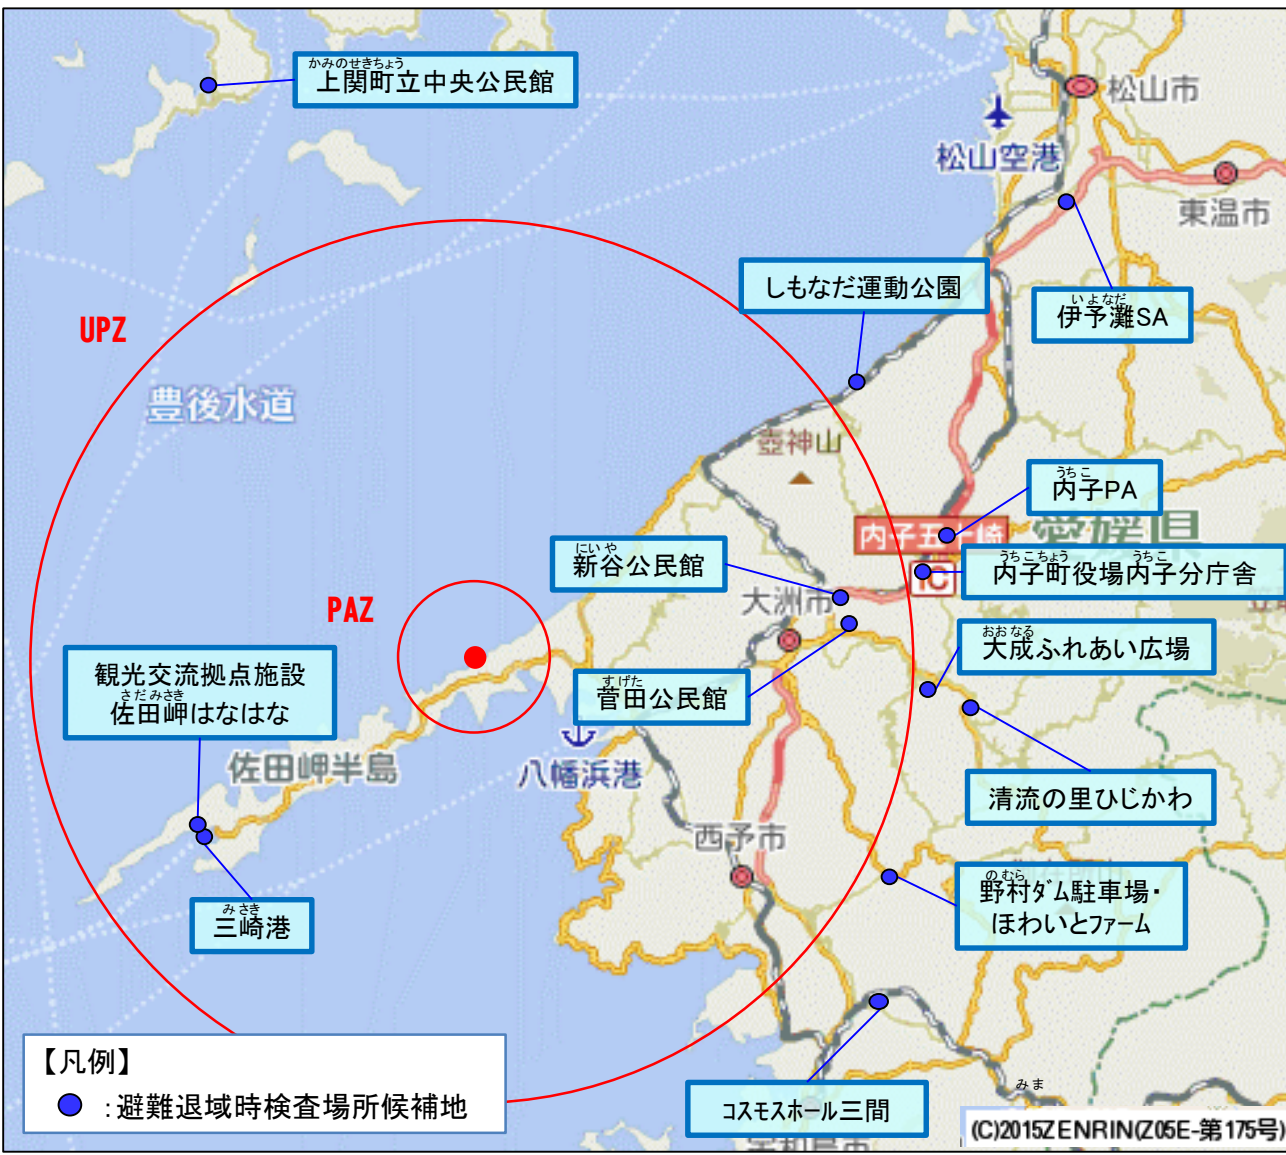 かみのせきちょう
上関町立中央公民館
松山市
松山空港
東温市
しもなだ運動公園
いよなだ
伊予灘SA
UPZ
豊後水道
壺神山
うちこ
内子PA
内子五十崎
愛媛県
IC
にいや
新谷公民館
うちこちょう うちこ
内子町役場内子分庁舎
大洲市
PAZ
おおなる
大成ふれあい広場
観光交流拠点施設
さだみさき
佐田岬はなはな
すげた
菅田公民館
佐田岬半島
八幡浜港
清流の里ひじかわ
西予市
のむら
野村ダム駐車場・
ほわいとファーム
みさき
三崎港
【凡例】
:避難退域時検査場所候補地
みま
コスモスホール三間
(C)2015ZENRIN(Z05E-第175号)